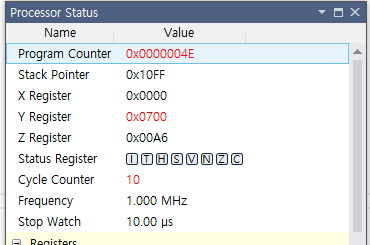 Processor Status
Name Value
Program Counter 0x0000004E
Stack Pointer 0x10FF
X Register 0x0000
Y Register 0x0700
Z Register 0x00A6
Status Register I T H S V N Z C
Cycle Counter 10
Frequency 1.000 MHz
Stop Watch 10.00 µs
Registers